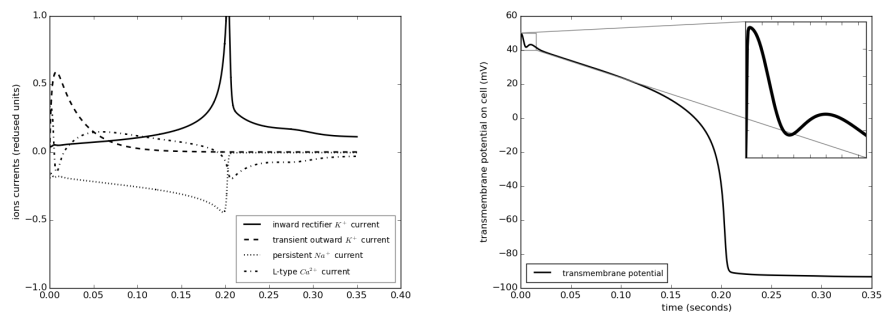 ions currents (redused units)
1.0
0.5
0.0
−0.5
−1.0
0.00 0.05 0.10 0.15 0.20 0.25 0.30 0.35 0.40
inward rectifier K⁺ current
transient outward K⁺ current
persistent Na⁺ current
L-type Ca²⁺ current
transmembrane potential on cell (mV)
60
40
20
0
−20
−40
−60
−80
−100
0.00 0.05 0.10 0.15 0.20 0.25 0.30 0.35
time (seconds)
transmembrane potential